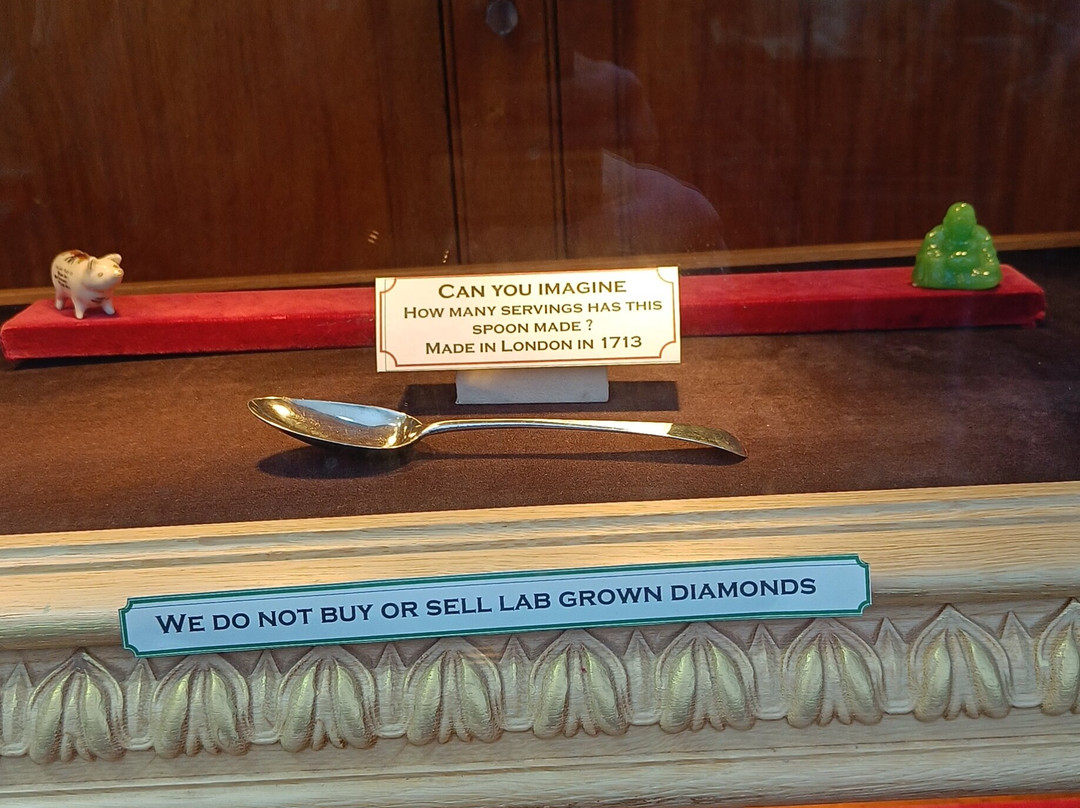 CAN YOU IMAGINE
HOW MANY SERVINGS HAS THIS
SPOON MADE ?
MADE IN LONDON IN 1713
WE DO NOT BUY OR SELL LAB GROWN DIAMONDS